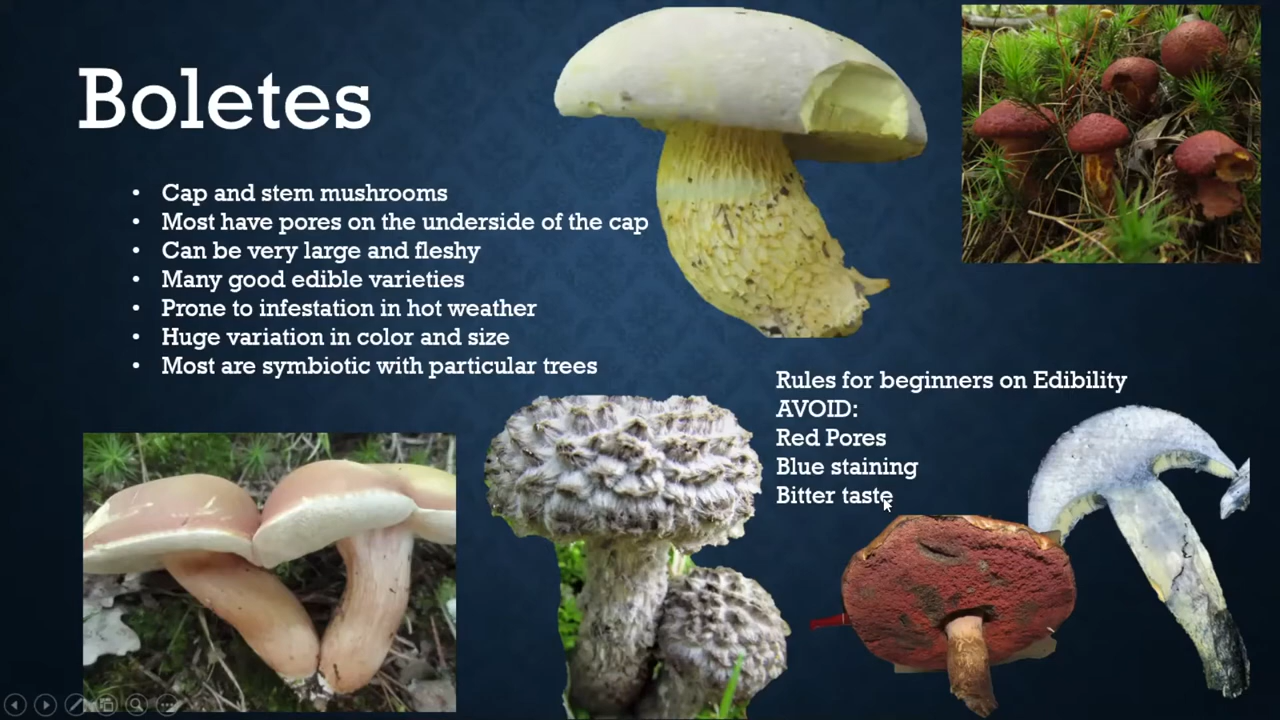 Boletes
• Cap and stem mushrooms
• Most have pores on the underside of the cap
• Can be very large and fleshy
• Many good edible varieties
• Prone to infestation in hot weather
• Huge variation in color and size
• Most are symbiotic with particular trees
Rules for beginners on Edibility
AVOID:
Red Pores
Blue staining
Bitter taste